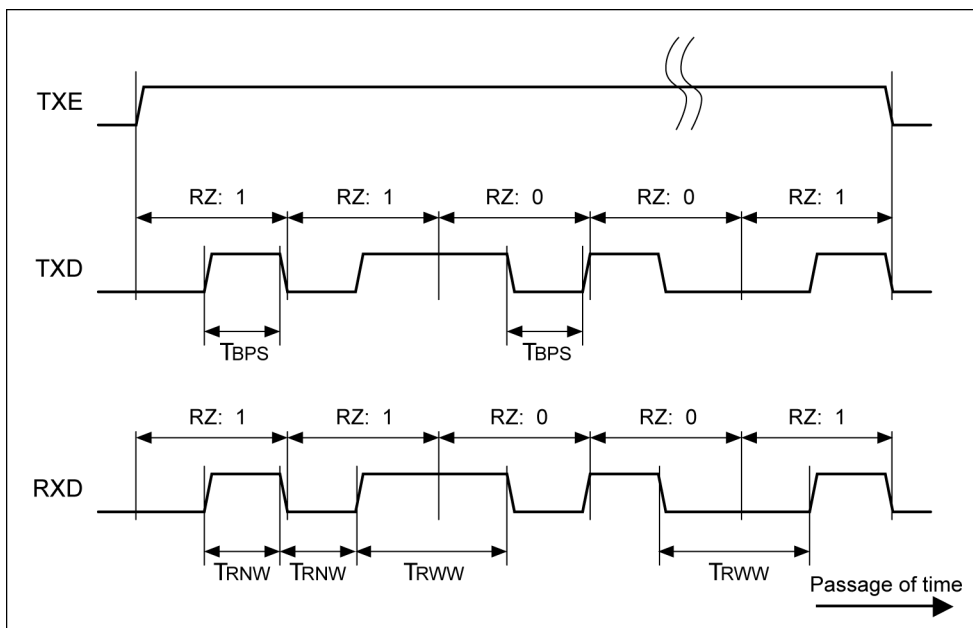 TXE
RZ: 1 RZ: 1 RZ: 0 RZ: 0 RZ: 1
TXD
TBPS TBPS
RZ: 1 RZ: 1 RZ: 0 RZ: 0 RZ: 1
RXD
TRNW TRNW TRWW TRWW
Passage of time